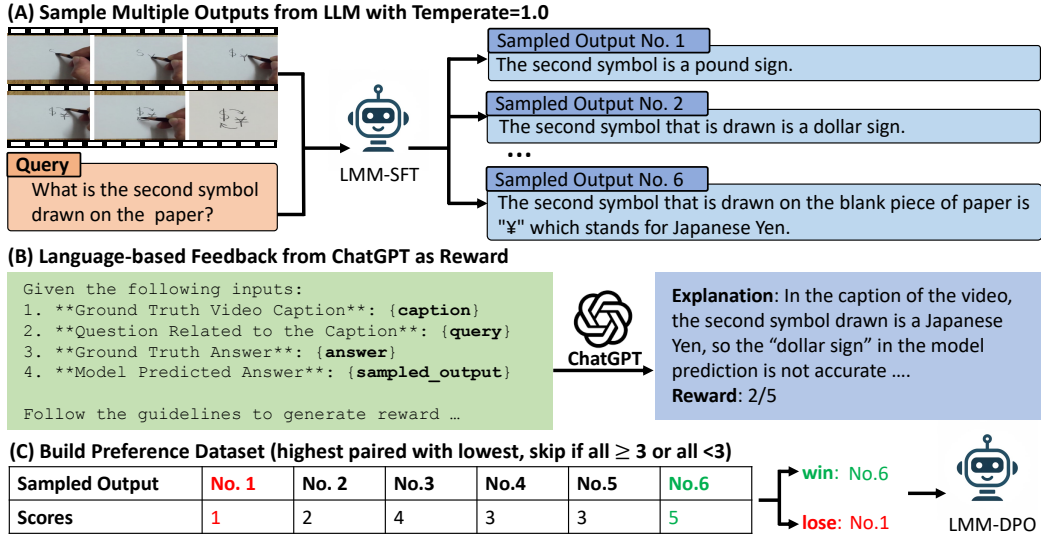 (A) Sample Multiple Outputs from LLM with Temperate=1.0
Query
What is the second symbol
drawn on the paper?
LMM-SFT
Sampled Output No. 1
The second symbol is a pound sign.
Sampled Output No. 2
The second symbol that is drawn is a dollar sign.
...
Sampled Output No. 6
The second symbol that is drawn on the blank piece of paper is
"¥" which stands for Japanese Yen.
(B) Language-based Feedback from ChatGPT as Reward
Given the following inputs:
1. **Ground Truth Video Caption**: {caption}
2. **Question Related to the Caption**: {query}
3. **Ground Truth Answer**: {answer}
4. **Model Predicted Answer**: {sampled_output}
Follow the guidelines to generate reward …
ChatGPT
Explanation: In the caption of the video,
the second symbol drawn is a Japanese
Yen, so the “dollar sign” in the model
prediction is not accurate ….
Reward: 2/5
(C) Build Preference Dataset (highest paired with lowest, skip if all ≥ 3 or all <3)
Sampled Output No. 1 No. 2 No.3 No.4 No.5 No.6
Scores 1 2 4 3 3 5
win: No.6
lose: No.1
LMM-DPO